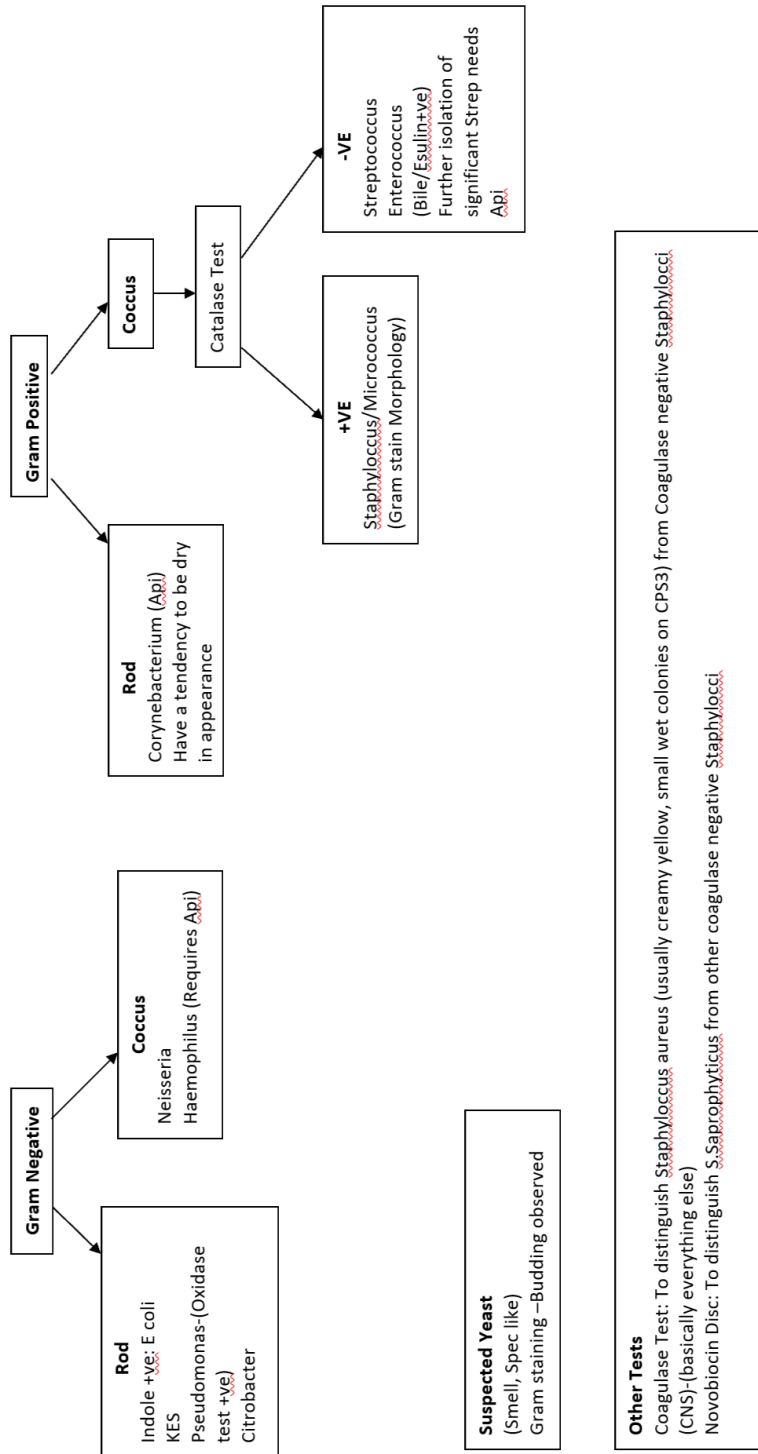 Gram Negative
Rod
Indole +ve: E coli
KES
Pseudomonas-(Oxidase
test +ve)
Citrobacter
Coccus
Neisseria
Haemophilus (Requires Api)
Gram Positive
Rod
Corynebacterium (Api)
Have a tendency to be dry
in appearance
Coccus
Catalase Test
+VE
Staphyloccus/Micrococcus
(Gram stain Morphology)
-VE
Streptococcus
Enterococcus
(Bile/Esulin+ve)
Further isolation of
significant Strep needs
Api
Suspected Yeast
(Smell, Spec like)
Gram staining –Budding observed
Other Tests
Coagulase Test: To distinguish Staphyloccus aureus (usually creamy yellow, small wet colonies on CPS3) from Coagulase negative Staphylocci
(CNS)-(basically everything else)
Novobiocin Disc: To distinguish S.Saprophyticus from other coagulase negative Staphylocci